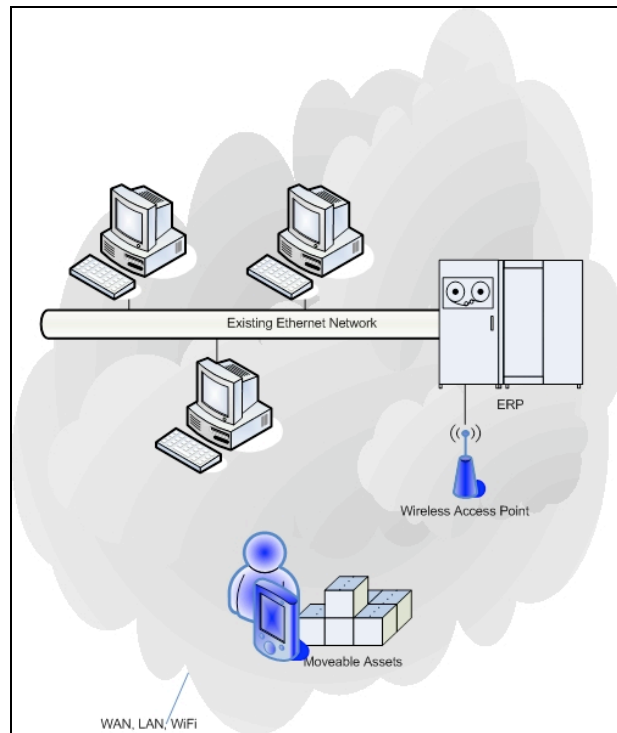 Existing Ethernet Network
ERP
Wireless Access Point
Moveable Assets
WAN, LAN, WiFi